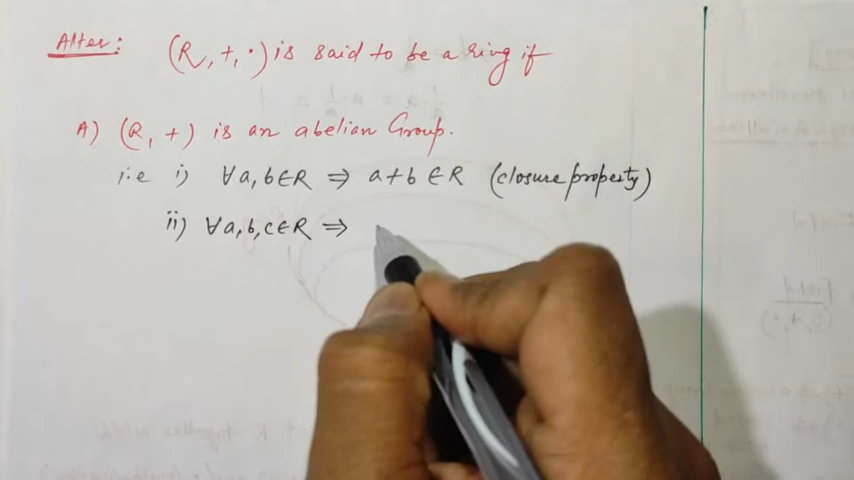 Alter: (R, +, ·) is said to be a ring if
A) (R, +) is an abelian Group.
i.e i) ∀a, b∈R ⇒ a+b ∈ R (closure property)
ii) ∀a, b, c∈R ⇒